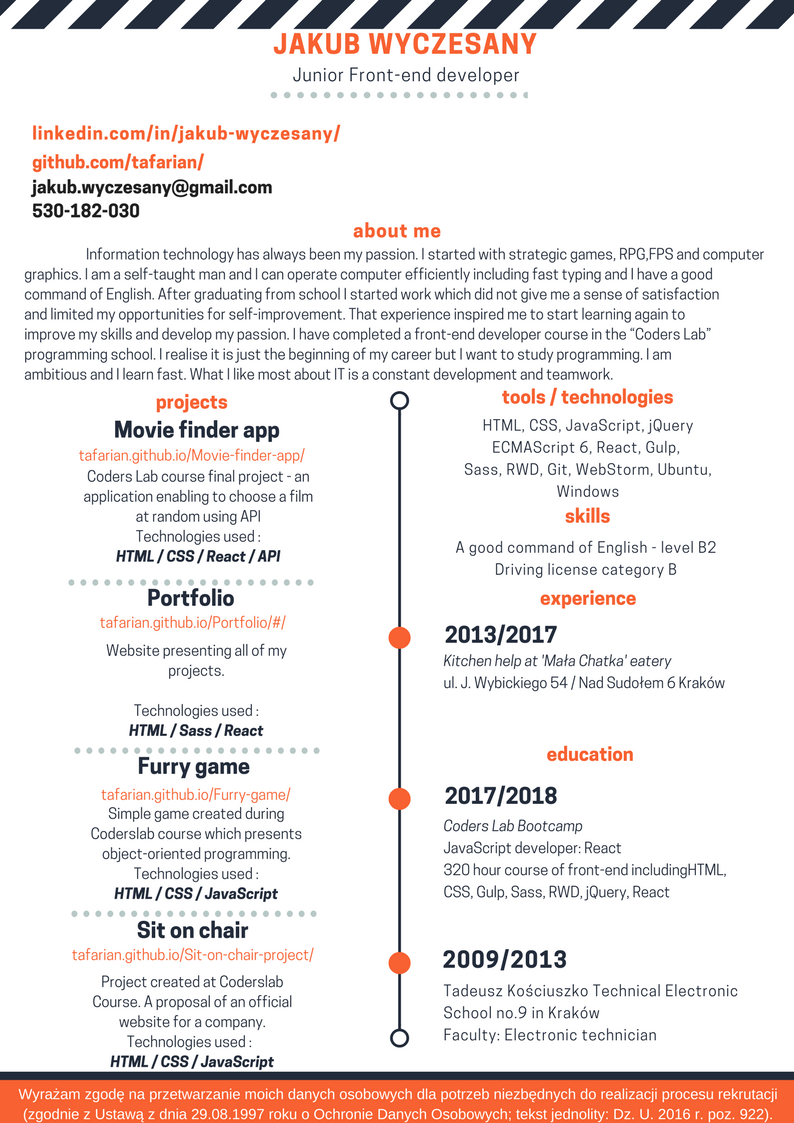 JAKUB WYCZESANY
Junior Front-end developer
linkedin.com/in/jakub-wyczesany/
github.com/tafarian/
jakub.wyczesany@gmail.com
530-182-030
about me
Information technology has always been my passion. I started with strategic games, RPG,FPS and computer
graphics. I am a self-taught man and I can operate computer efficiently including fast typing and I have a good
command of English. After graduating from school I started work which did not give me a sense of satisfaction
and limited my opportunities for self-improvement. That experience inspired me to start learning again to
improve my skills and develop my passion. I have completed a front-end developer course in the “Coders Lab”
programming school. I realise it is just the beginning of my career but I want to study programming. I am
ambitious and I learn fast. What I like most about IT is a constant development and teamwork.
projects
Movie finder app
tafarian.github.io/Movie-finder-app/
Coders Lab course final project - an
application enabling to choose a film
at random using API
Technologies used :
HTML / CSS / React / API
Portfolio
tafarian.github.io/Portfolio/#/
Website presenting all of my
projects.
Technologies used :
HTML / Sass / React
Furry game
tafarian.github.io/Furry-game/
Simple game created during
Coderslab course which presents
object-oriented programming.
Technologies used :
HTML / CSS / JavaScript
Sit on chair
tafarian.github.io/Sit-on-chair-project/
Project created at Coderslab
Course. A proposal of an official
website for a company.
Technologies used :
HTML / CSS / JavaScript
tools / technologies
HTML, CSS, JavaScript, jQuery
ECMAScript 6, React, Gulp,
Sass, RWD, Git, WebStorm, Ubuntu,
Windows
skills
A good command of English - level B2
Driving license category B
experience
2013/2017
Kitchen help at 'Mała Chatka' eatery
ul. J. Wybickiego 54 / Nad Sudołem 6 Kraków
education
2017/2018
Coders Lab Bootcamp
JavaScript developer: React
320 hour course of front-end includingHTML,
CSS, Gulp, Sass, RWD, jQuery, React
2009/2013
Tadeusz Kościuszko Technical Electronic
School no.9 in Kraków
Faculty: Electronic technician
Wyrażam zgodę na przetwarzanie moich danych osobowych dla potrzeb niezbędnych do realizacji procesu rekrutacji
(zgodnie z Ustawą z dnia 29.08.1997 roku o Ochronie Danych Osobowych; tekst jednolity: Dz. U. 2016 r. poz. 922).